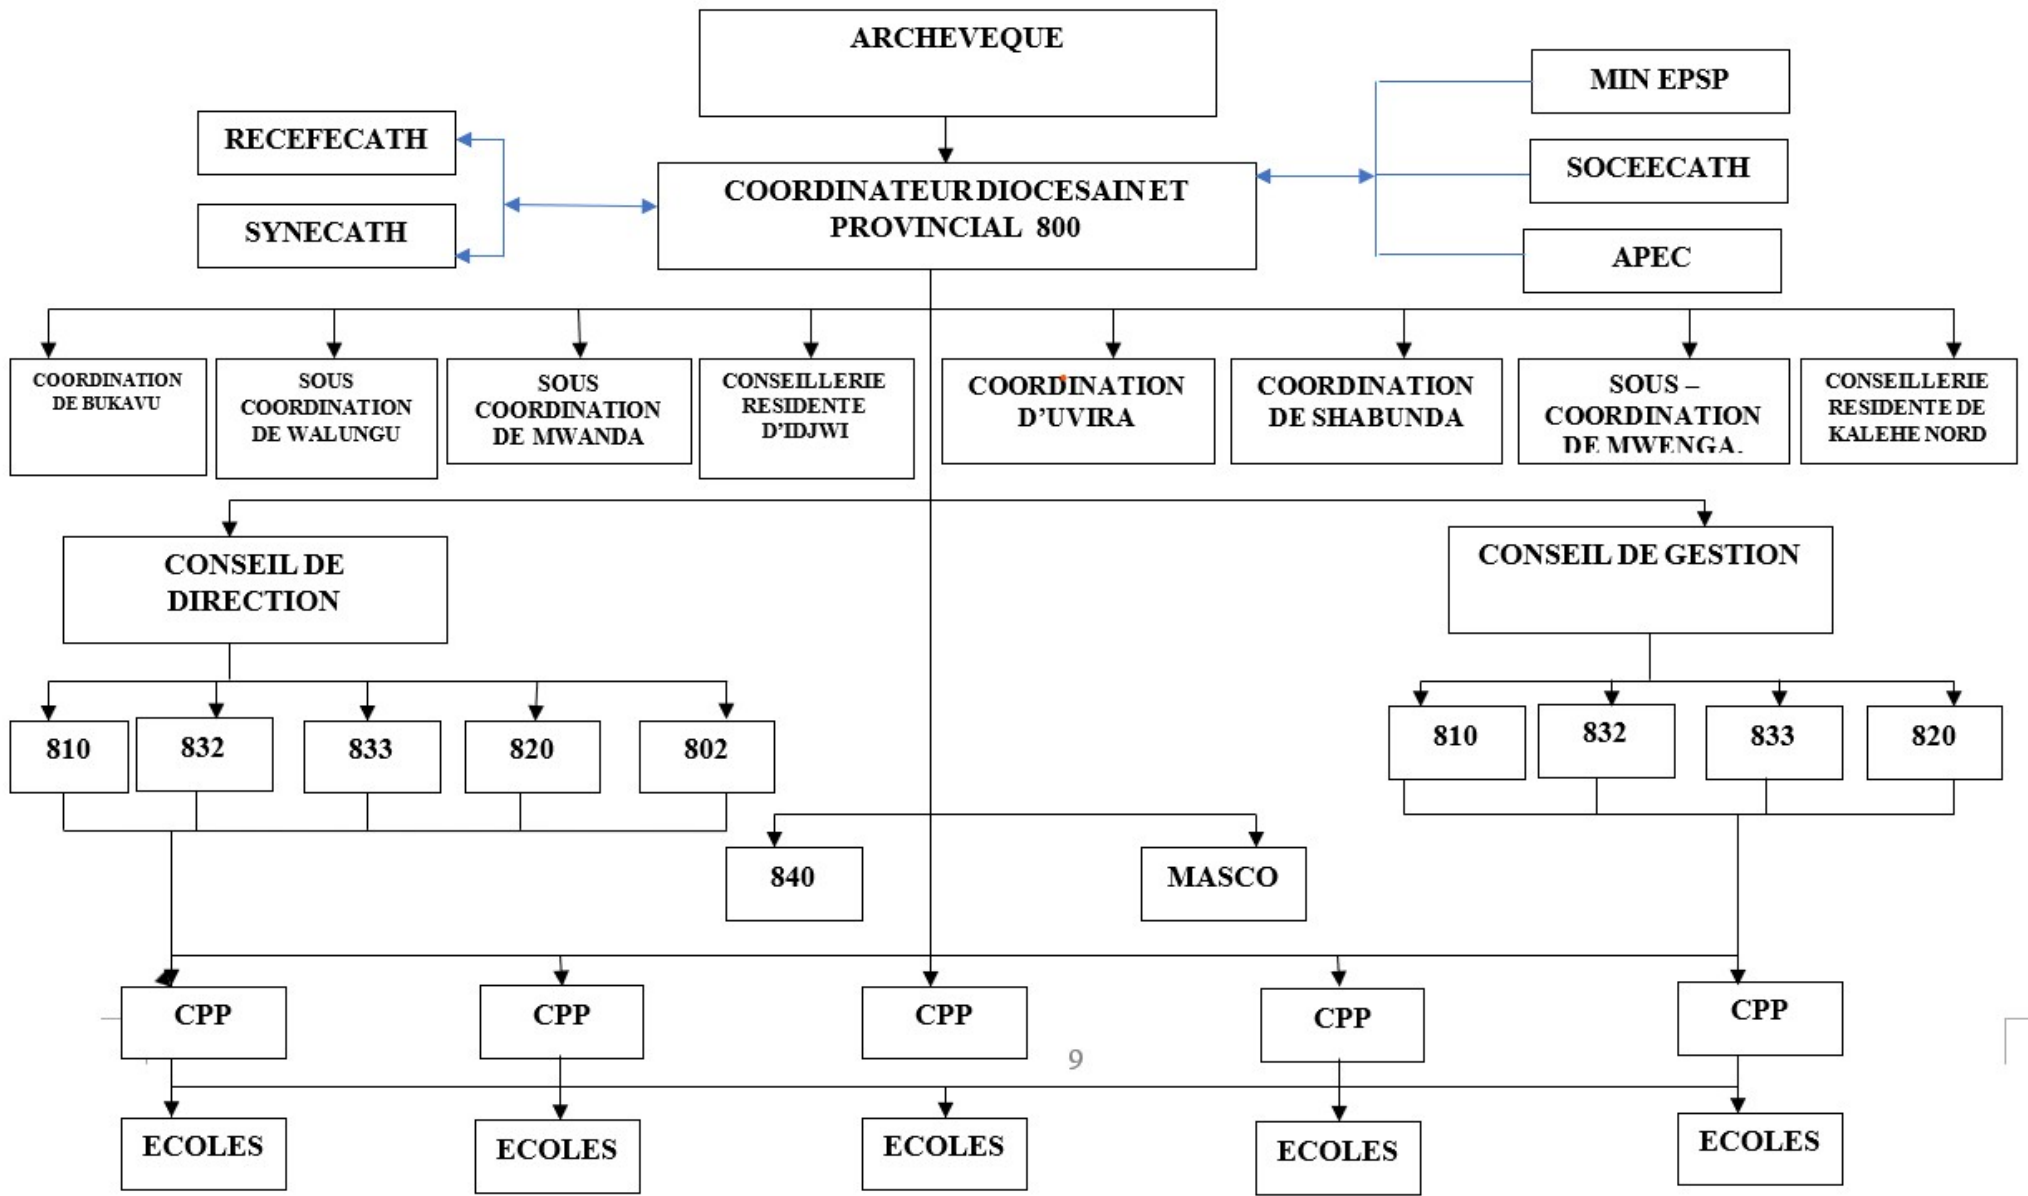 ARCHEVEQUE
MIN EPSP
RECEFECATH
SOCEECATH
COORDINATEUR DIOCESAIN ET
PROVINCIAL 800
SYNECATH
APEC
COORDINATION
DE BUKAVU
SOUS
COORDINATION
DE WALUNGU
SOUS
COORDINATION
DE MWANDA
CONSEILLERIE
RESIDENTE
D’IDJWI
COORDINATION
D’UVIRA
COORDINATION
DE SHABUNDA
SOUS –
COORDINATION
DE MWENGA.
CONSEILLERIE
RESIDENTE DE
KALEHE NORD
CONSEIL DE
DIRECTION
CONSEIL DE GESTION
810
832
833
820
802
810
832
833
820
840
MASCO
CPP
CPP
CPP
CPP
CPP
9
ECOLES
ECOLES
ECOLES
ECOLES
ECOLES